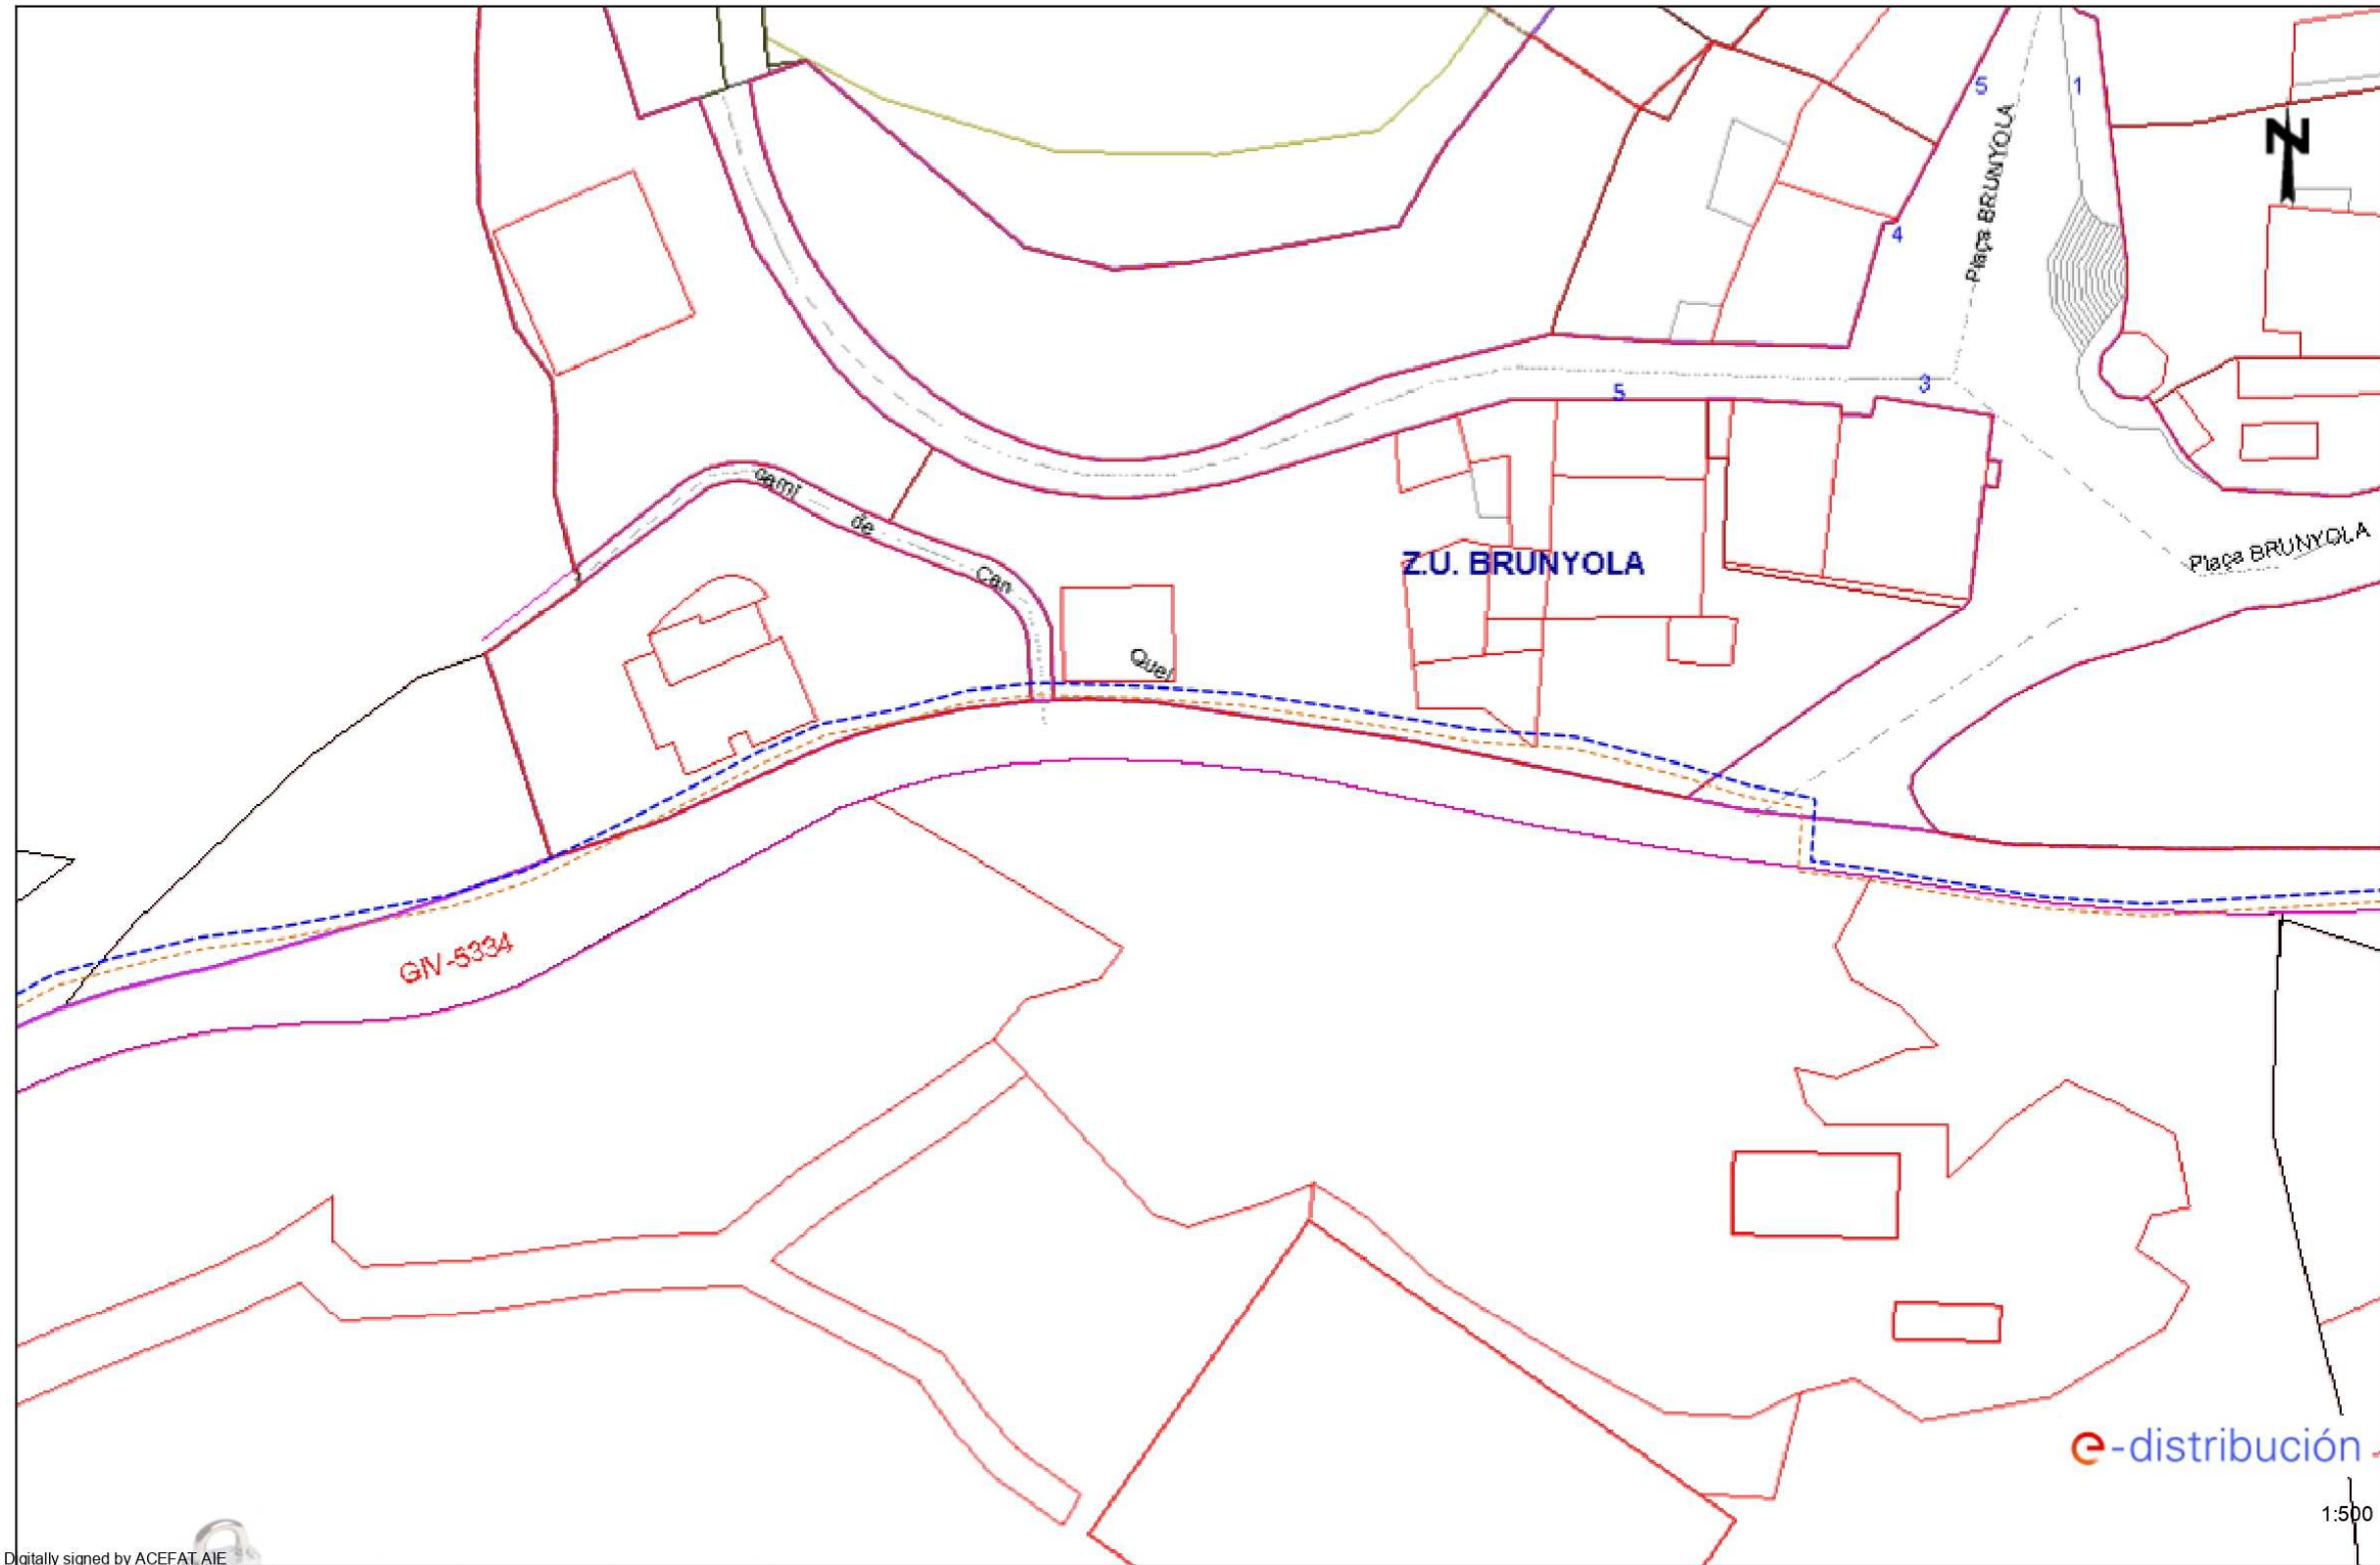 5
1
Plaça BRUNYOLA
N
4
3
5
camí
de
Can
Quel
Z.U. BRUNYOLA
Plaça BRUNYOLA
GIV-5334
e-distribución
1:500
Digitally signed by ACEFAT AIE